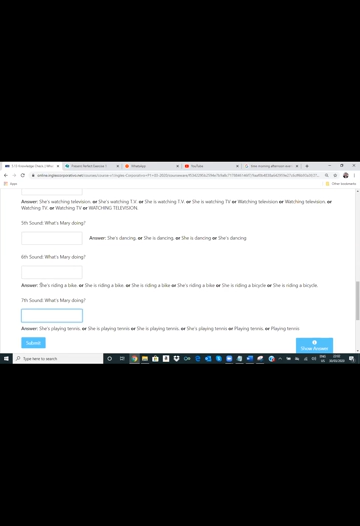 WhatsApp
YouTube
Apps
Other bookmarks
Answer: She's watching television. or She's watching T.V. or She is watching T.V. or She is watching TV or Watching television or Watching television. or
Watching T.V. or Watching TV or WATCHING TELEVISION.
5th Sound: What's Mary doing?
Answer: She's dancing. or She is dancing. or She is dancing or She's dancing
6th Sound: What's Mary doing?
Answer: She's riding a bike. or She is riding a bike. or She is riding a bike or She's riding a bike or She is riding a bicycle or She's riding a bicycle.
7th Sound: What's Mary doing?
Answer: She's playing tennis. or She is playing tennis or She is playing tennis. or She's playing tennis or Playing tennis. or Playing tennis
Submit
Show Answer
Type here to search